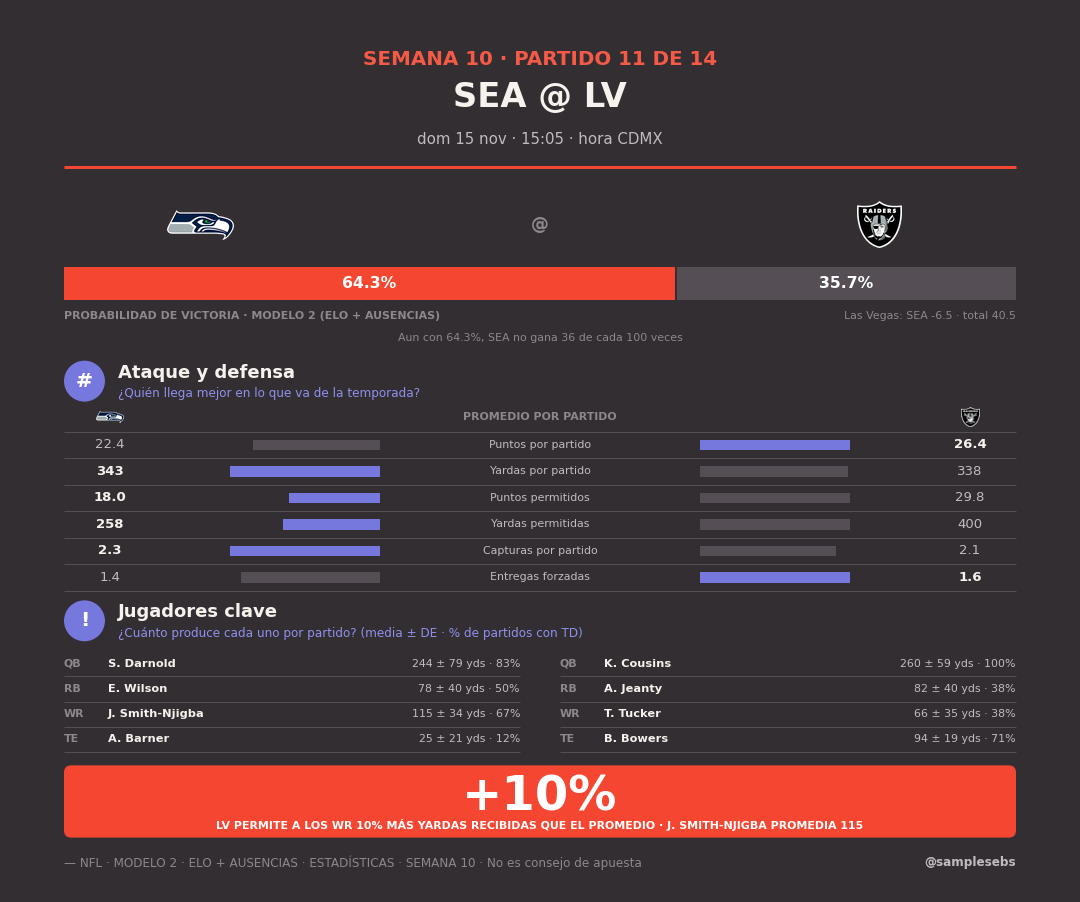 SEMANA 10 · PARTIDO 11 DE 14
SEA @ LV
dom 15 nov · 15:05 · hora CDMX
@
RAIDERS
64.3%
35.7%
PROBABILIDAD DE VICTORIA · MODELO 2 (ELO + AUSENCIAS)
Las Vegas: SEA -6.5 · total 40.5
Aun con 64.3%, SEA no gana 36 de cada 100 veces
#
Ataque y defensa
¿Quién llega mejor en lo que va de la temporada?
PROMEDIO POR PARTIDO
22.4 Puntos por partido 26.4
343 Yardas por partido 338
18.0 Puntos permitidos 29.8
258 Yardas permitidas 400
2.3 Capturas por partido 2.1
1.4 Entregas forzadas 1.6
!
Jugadores clave
¿Cuánto produce cada uno por partido? (media ± DE · % de partidos con TD)
QB S. Darnold 244 ± 79 yds · 83% QB K. Cousins 260 ± 59 yds · 100%
RB E. Wilson 78 ± 40 yds · 50% RB A. Jeanty 82 ± 40 yds · 38%
WR J. Smith-Njigba 115 ± 34 yds · 67% WR T. Tucker 66 ± 35 yds · 38%
TE A. Barner 25 ± 21 yds · 12% TE B. Bowers 94 ± 19 yds · 71%
+10%
LV PERMITE A LOS WR 10% MÁS YARDAS RECIBIDAS QUE EL PROMEDIO · J. SMITH-NJIGBA PROMEDIA 115
— NFL · MODELO 2 · ELO + AUSENCIAS · ESTADÍSTICAS · SEMANA 10 · No es consejo de apuesta
@samplesebs